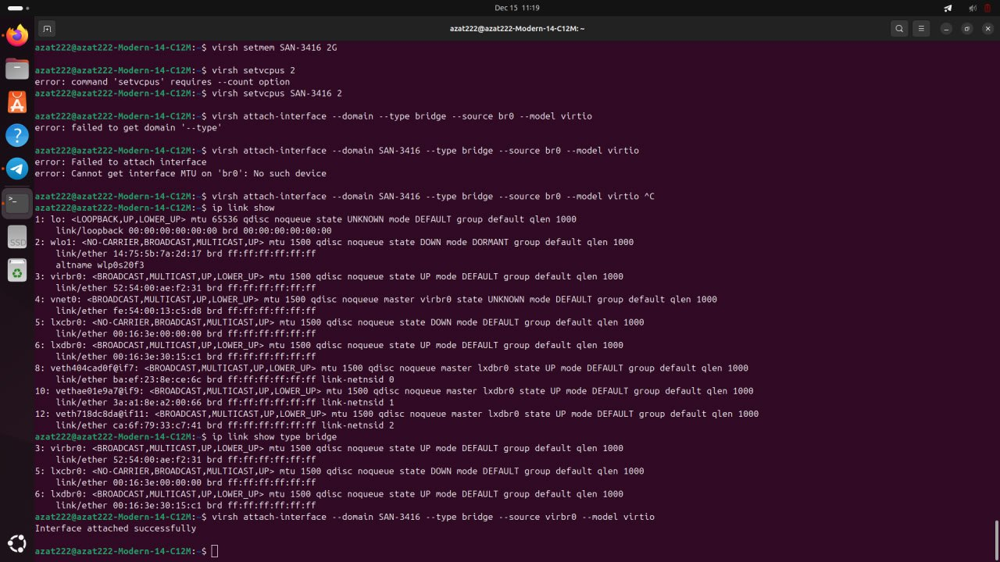 Dec 15 11:19
azat222@azat222-Modern-14-C12M: ~
azat222@azat222-Modern-14-C12M:~$ virsh setmem SAN-3416 2G
azat222@azat222-Modern-14-C12M:~$ virsh setvcpus 2
error: command 'setvcpus' requires --count option
azat222@azat222-Modern-14-C12M:~$ virsh setvcpus SAN-3416 2
azat222@azat222-Modern-14-C12M:~$ virsh attach-interface --domain --type bridge --source br0 --model virtio
error: failed to get domain '--type'
azat222@azat222-Modern-14-C12M:~$ virsh attach-interface --domain SAN-3416 --type bridge --source br0 --model virtio
error: Failed to attach interface
error: Cannot get interface MTU on 'br0': No such device
azat222@azat222-Modern-14-C12M:~$ virsh attach-interface --domain SAN-3416 --type bridge --source br0 --model virtio ^C
azat222@azat222-Modern-14-C12M:~$ ip link show
1: lo: <LOOPBACK,UP,LOWER_UP> mtu 65536 qdisc noqueue state UNKNOWN mode DEFAULT group default qlen 1000
link/loopback 00:00:00:00:00:00 brd 00:00:00:00:00:00
2: wlo1: <NO-CARRIER,BROADCAST,MULTICAST,UP> mtu 1500 qdisc noqueue state DOWN mode DORMANT group default qlen 1000
link/ether 14:75:5b:7a:2d:17 brd ff:ff:ff:ff:ff:ff
altname wlp0s20f3
3: virbr0: <BROADCAST,MULTICAST,UP,LOWER_UP> mtu 1500 qdisc noqueue state UP mode DEFAULT group default qlen 1000
link/ether 52:54:00:ae:f2:31 brd ff:ff:ff:ff:ff:ff
4: vnet0: <BROADCAST,MULTICAST,UP,LOWER_UP> mtu 1500 qdisc noqueue master virbr0 state UNKNOWN mode DEFAULT group default qlen 1000
link/ether fe:54:00:13:c5:d8 brd ff:ff:ff:ff:ff:ff
5: lxcbr0: <NO-CARRIER,BROADCAST,MULTICAST,UP> mtu 1500 qdisc noqueue state DOWN mode DEFAULT group default qlen 1000
link/ether 00:16:3e:00:00:00 brd ff:ff:ff:ff:ff:ff
6: lxdbr0: <BROADCAST,MULTICAST,UP,LOWER_UP> mtu 1500 qdisc noqueue state UP mode DEFAULT group default qlen 1000
link/ether 00:16:3e:30:15:c1 brd ff:ff:ff:ff:ff:ff
8: veth404cad0f@if7: <BROADCAST,MULTICAST,UP,LOWER_UP> mtu 1500 qdisc noqueue master lxdbr0 state UP mode DEFAULT group default qlen 1000
link/ether ba:ef:23:8e:ce:6c brd ff:ff:ff:ff:ff:ff link-netnsid 0
10: vethae01e9a7@if9: <BROADCAST,MULTICAST,UP,LOWER_UP> mtu 1500 qdisc noqueue master lxdbr0 state UP mode DEFAULT group default qlen 1000
link/ether 3a:a1:8e:a2:00:66 brd ff:ff:ff:ff:ff:ff link-netnsid 1
12: veth718dc8da@if11: <BROADCAST,MULTICAST,UP,LOWER_UP> mtu 1500 qdisc noqueue master lxdbr0 state UP mode DEFAULT group default qlen 1000
link/ether ca:6f:79:33:c7:41 brd ff:ff:ff:ff:ff:ff link-netnsid 2
azat222@azat222-Modern-14-C12M:~$ ip link show type bridge
3: virbr0: <BROADCAST,MULTICAST,UP,LOWER_UP> mtu 1500 qdisc noqueue state UP mode DEFAULT group default qlen 1000
link/ether 52:54:00:ae:f2:31 brd ff:ff:ff:ff:ff:ff
5: lxcbr0: <NO-CARRIER,BROADCAST,MULTICAST,UP> mtu 1500 qdisc noqueue state DOWN mode DEFAULT group default qlen 1000
link/ether 00:16:3e:00:00:00 brd ff:ff:ff:ff:ff:ff
6: lxdbr0: <BROADCAST,MULTICAST,UP,LOWER_UP> mtu 1500 qdisc noqueue state UP mode DEFAULT group default qlen 1000
link/ether 00:16:3e:30:15:c1 brd ff:ff:ff:ff:ff:ff
azat222@azat222-Modern-14-C12M:~$ virsh attach-interface --domain SAN-3416 --type bridge --source virbr0 --model virtio
Interface attached successfully
azat222@azat222-Modern-14-C12M:~$
SSD